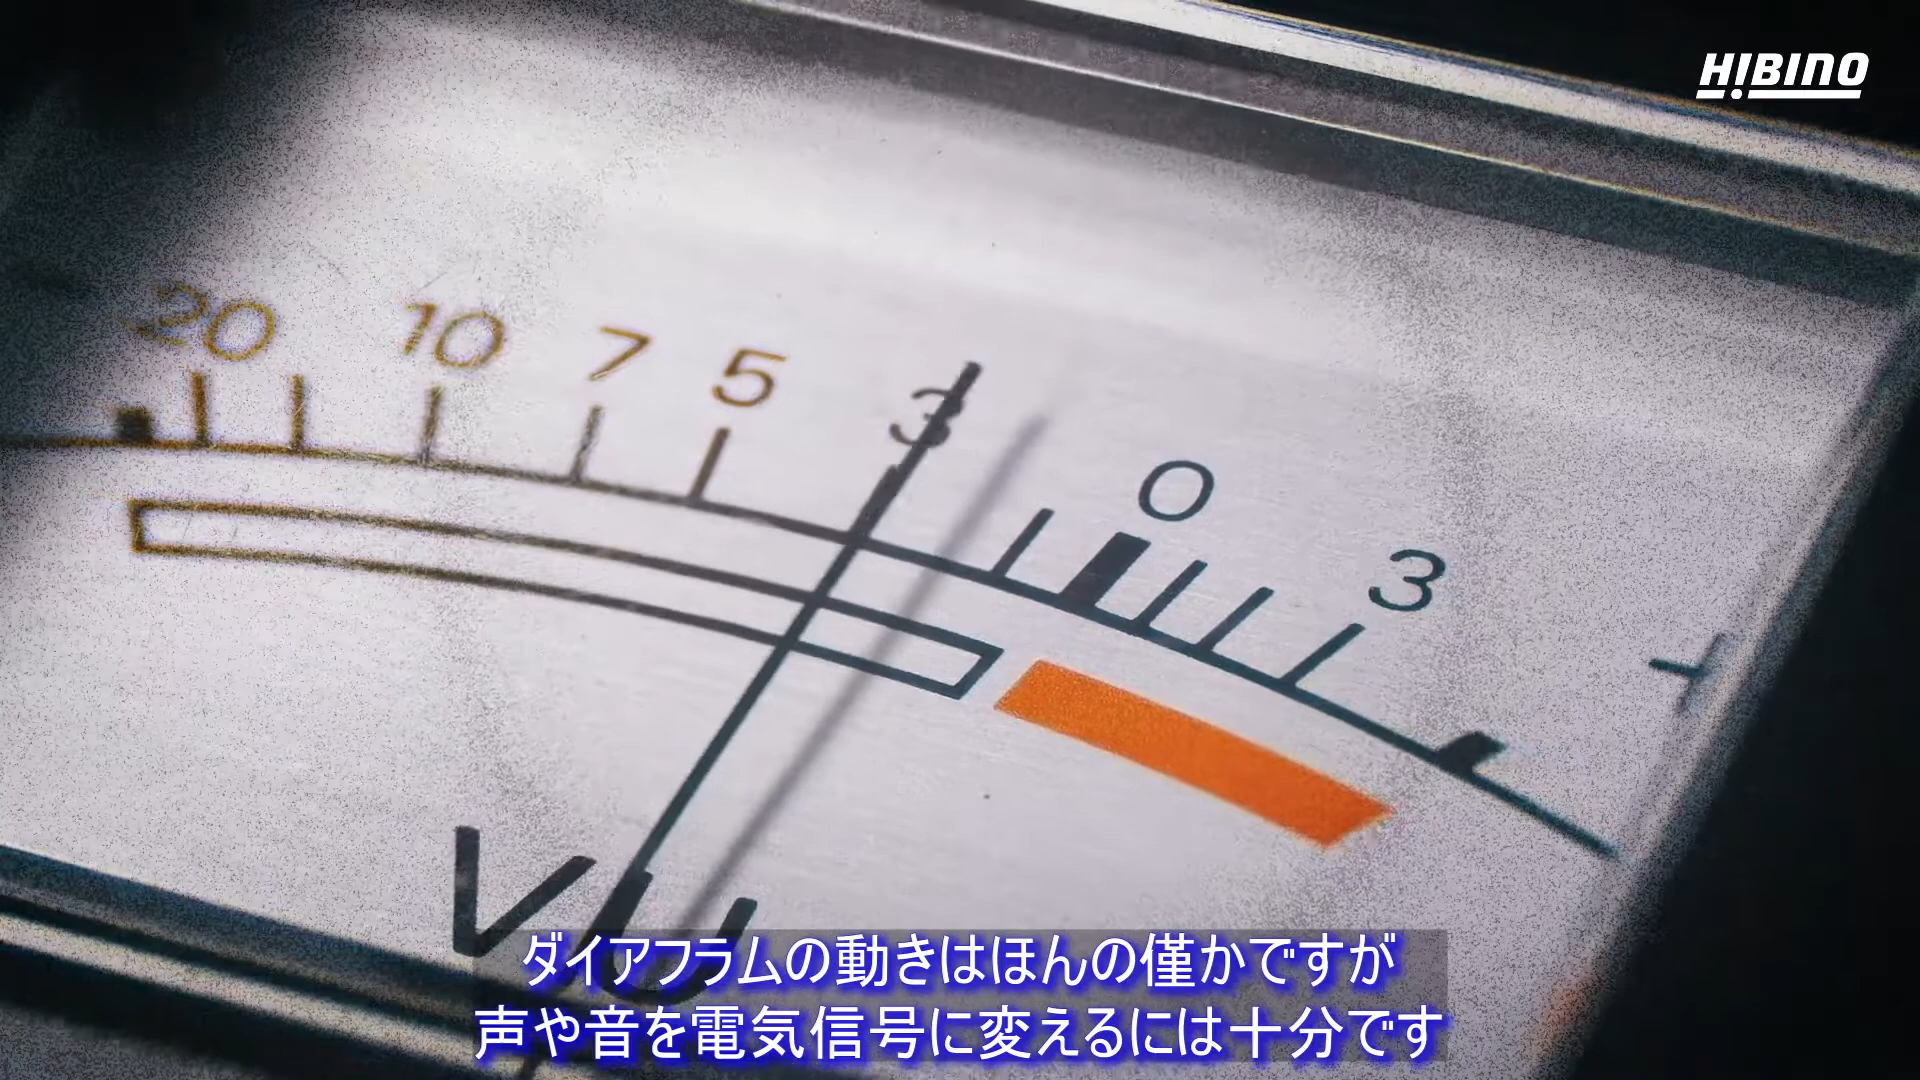 HIBINO
20 10 7 5 3 0 3 +
VU
ダイアフラムの動きはほんの僅かですが
声や音を電気信号に変えるには十分です